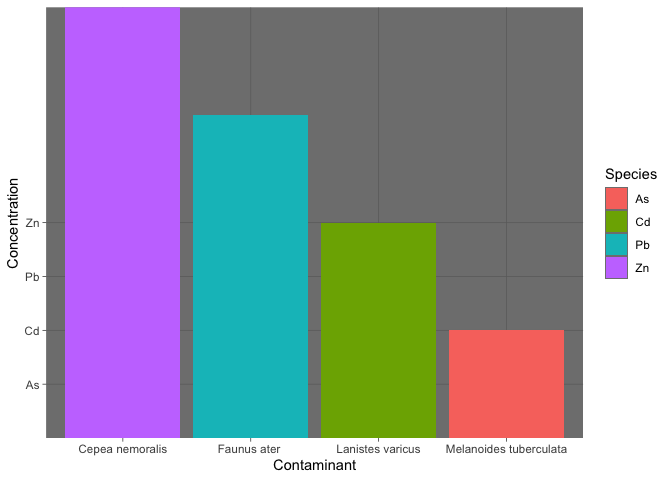 Concentration
Zn
Pb
Cd
As
Cepea nemoralis
Faunus ater
Lanistes varicus
Melanoides tuberculata
Contaminant
Species
As
Cd
Pb
Zn